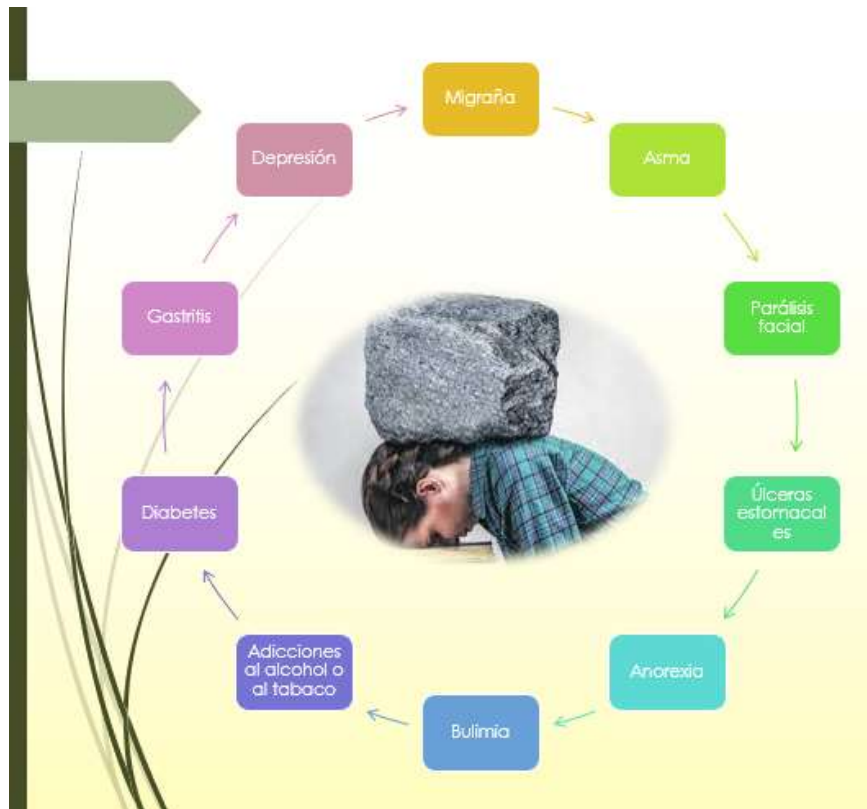 Migraña
Asma
Parálisis
facial
Úlceras
estomacal
es
Anorexia
Bulimia
Adicciones
al alcohol o
al tabaco
Diabetes
Gastritis
Depresión